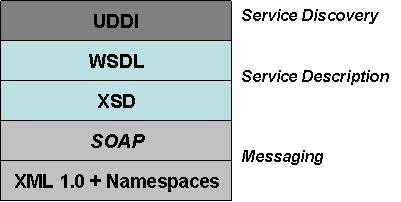 UDDI
Service Discovery
WSDL
Service Description
XSD
SOAP
Messaging
XML 1.0 + Namespaces